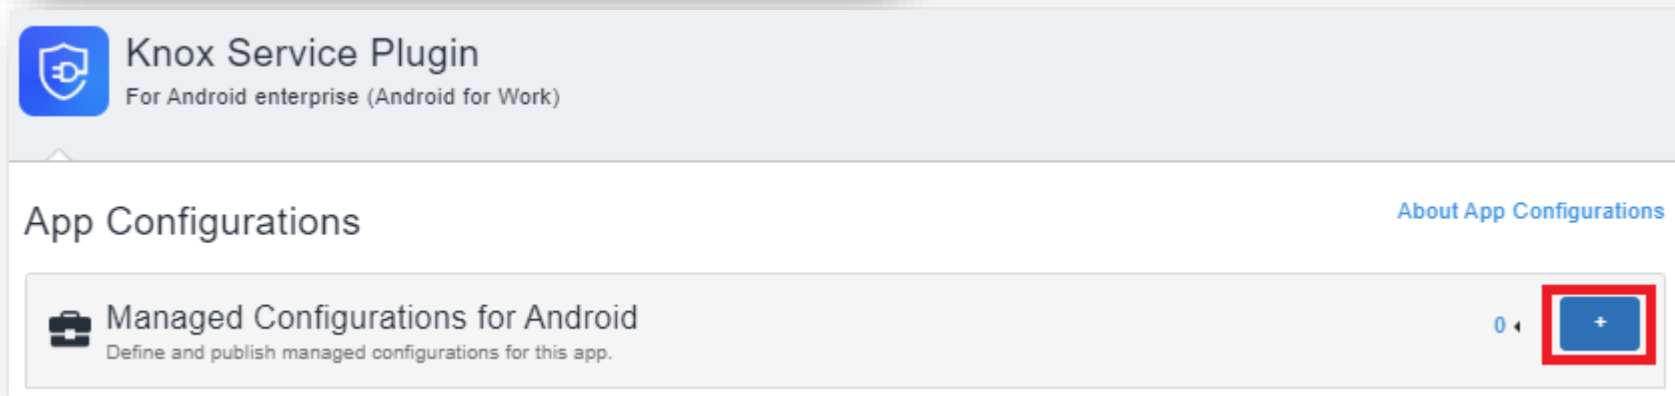 Knox Service Plugin
For Android enterprise (Android for Work)
App Configurations
About App Configurations
Managed Configurations for Android
Define and publish managed configurations for this app.
0
+